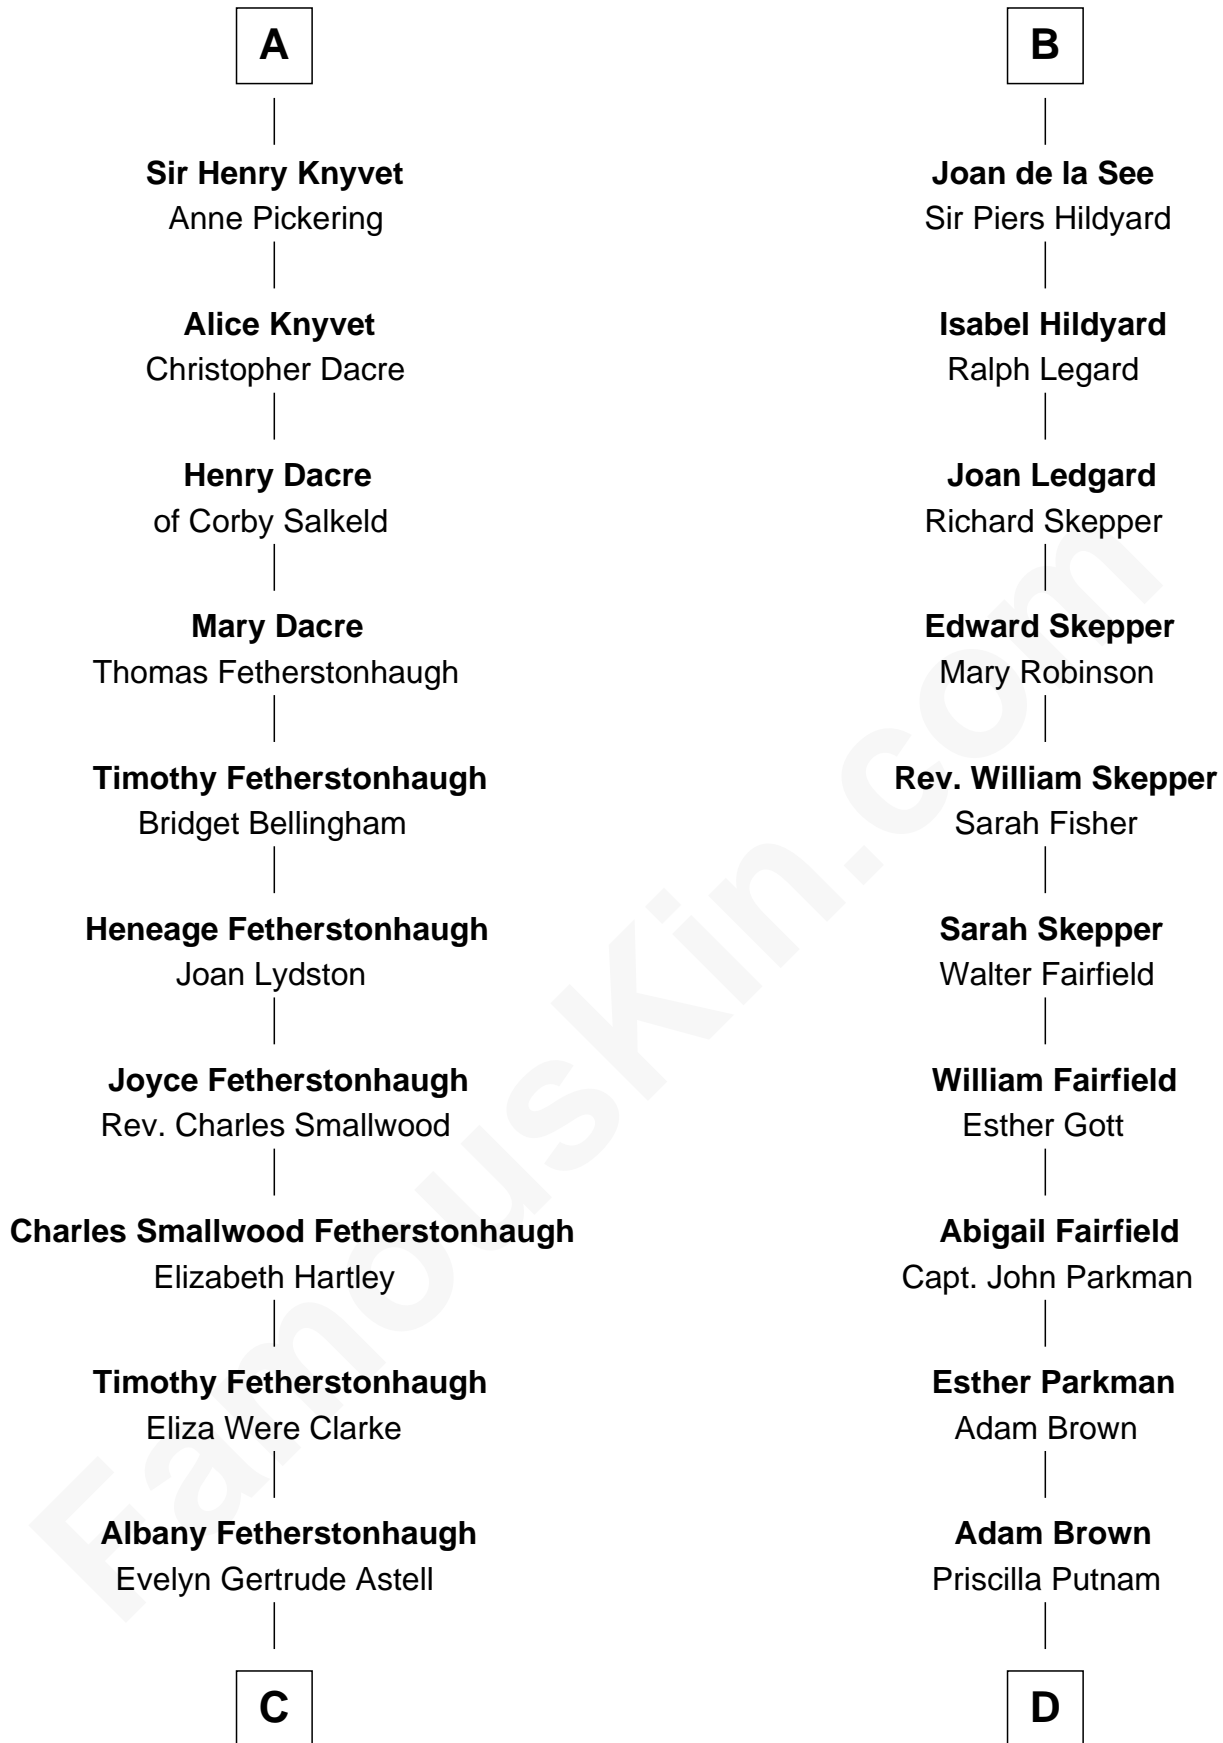 A
Sir Henry Knyvet
Anne Pickering
Alice Knyvet
Christopher Dacre
Henry Dacre
of Corby Salkeld
Mary Dacre
Thomas Fetherstonhaugh
Timothy Fetherstonhaugh
Bridget Bellingham
Heneage Fetherstonhaugh
Joan Lydston
Joyce Fetherstonhaugh
Rev. Charles Smallwood
Charles Smallwood Fetherstonhaugh
Elizabeth Hartley
Timothy Fetherstonhaugh
Eliza Were Clarke
Albany Fetherstonhaugh
Evelyn Gertrude Astell
C
B
Joan de la See
Sir Piers Hildyard
Isabel Hildyard
Ralph Legard
Joan Ledgard
Richard Skepper
Edward Skepper
Mary Robinson
Rev. William Skepper
Sarah Fisher
Sarah Skepper
Walter Fairfield
William Fairfield
Esther Gott
Abigail Fairfield
Capt. John Parkman
Esther Parkman
Adam Brown
Adam Brown
Priscilla Putnam
D
FamousKin.com